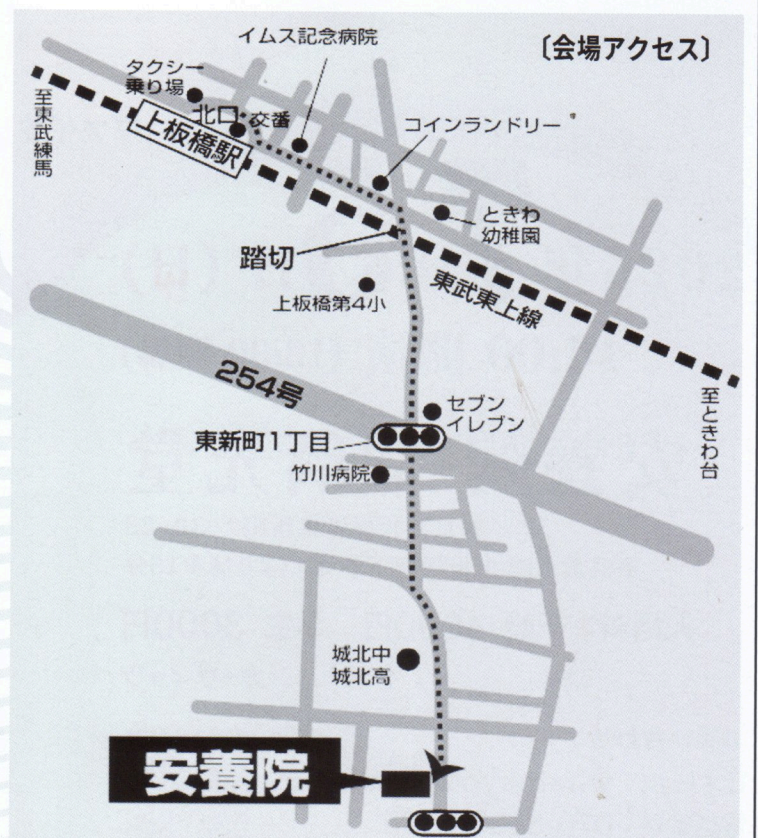 〔会場アクセス〕
イムス記念病院
タクシー
乗り場
至東武練馬
北口
交番
上板橋駅
コインランドリー
ときわ
幼稚園
踏切
上板橋第4小
東武東上線
254号
セブン
イレブン
至ときわ台
東新町1丁目
竹川病院
城北中
城北高
安養院